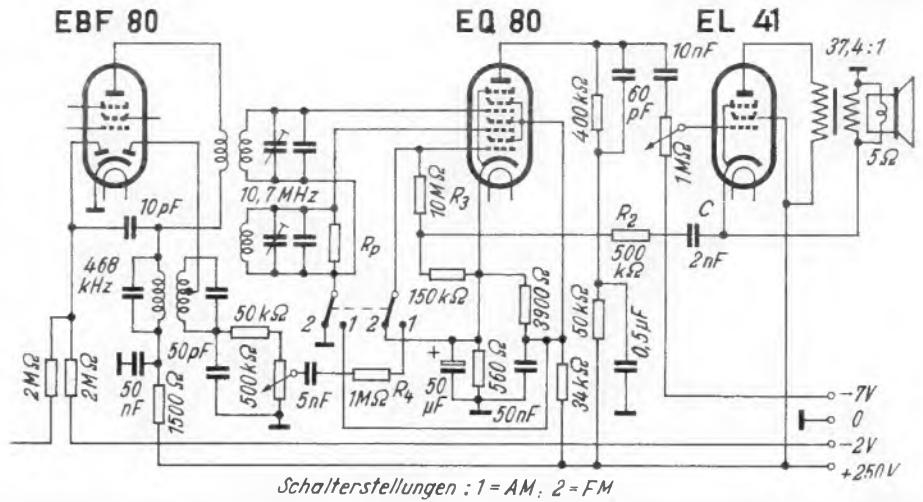 EBF 80
EQ 80
EL 41
37,4:1
10nF
60 pF
400kΩ
1MΩ
5Ω
10,7 MHz
10MΩ
R3
Rp
10pF
R2
500 kΩ
C
2nF
468 kHz
150kΩ
3900Ω
50kΩ
50kΩ
0,5µF
2
1
2
1
50pF
500kΩ
5nF
1MΩ
R4
+
50 µF
560Ω
50nF
34kΩ
2MΩ
2MΩ
50 nF
1500Ω
-7V
0
-2V
+250V
Schalterstellungen : 1 = AM; 2 = FM